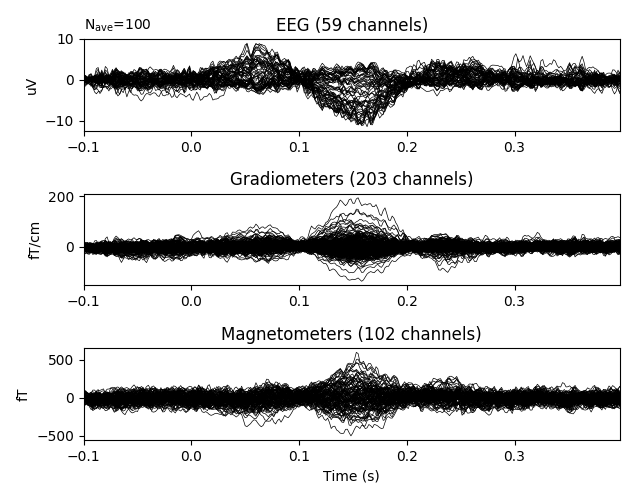 N_ave=100
EEG (59 channels)
10
0
−10
uV
−0.1 0.0 0.1 0.2 0.3
Gradiometers (203 channels)
200
0
fT/cm
−0.1 0.0 0.1 0.2 0.3
Magnetometers (102 channels)
500
0
−500
fT
−0.1 0.0 0.1 0.2 0.3
Time (s)